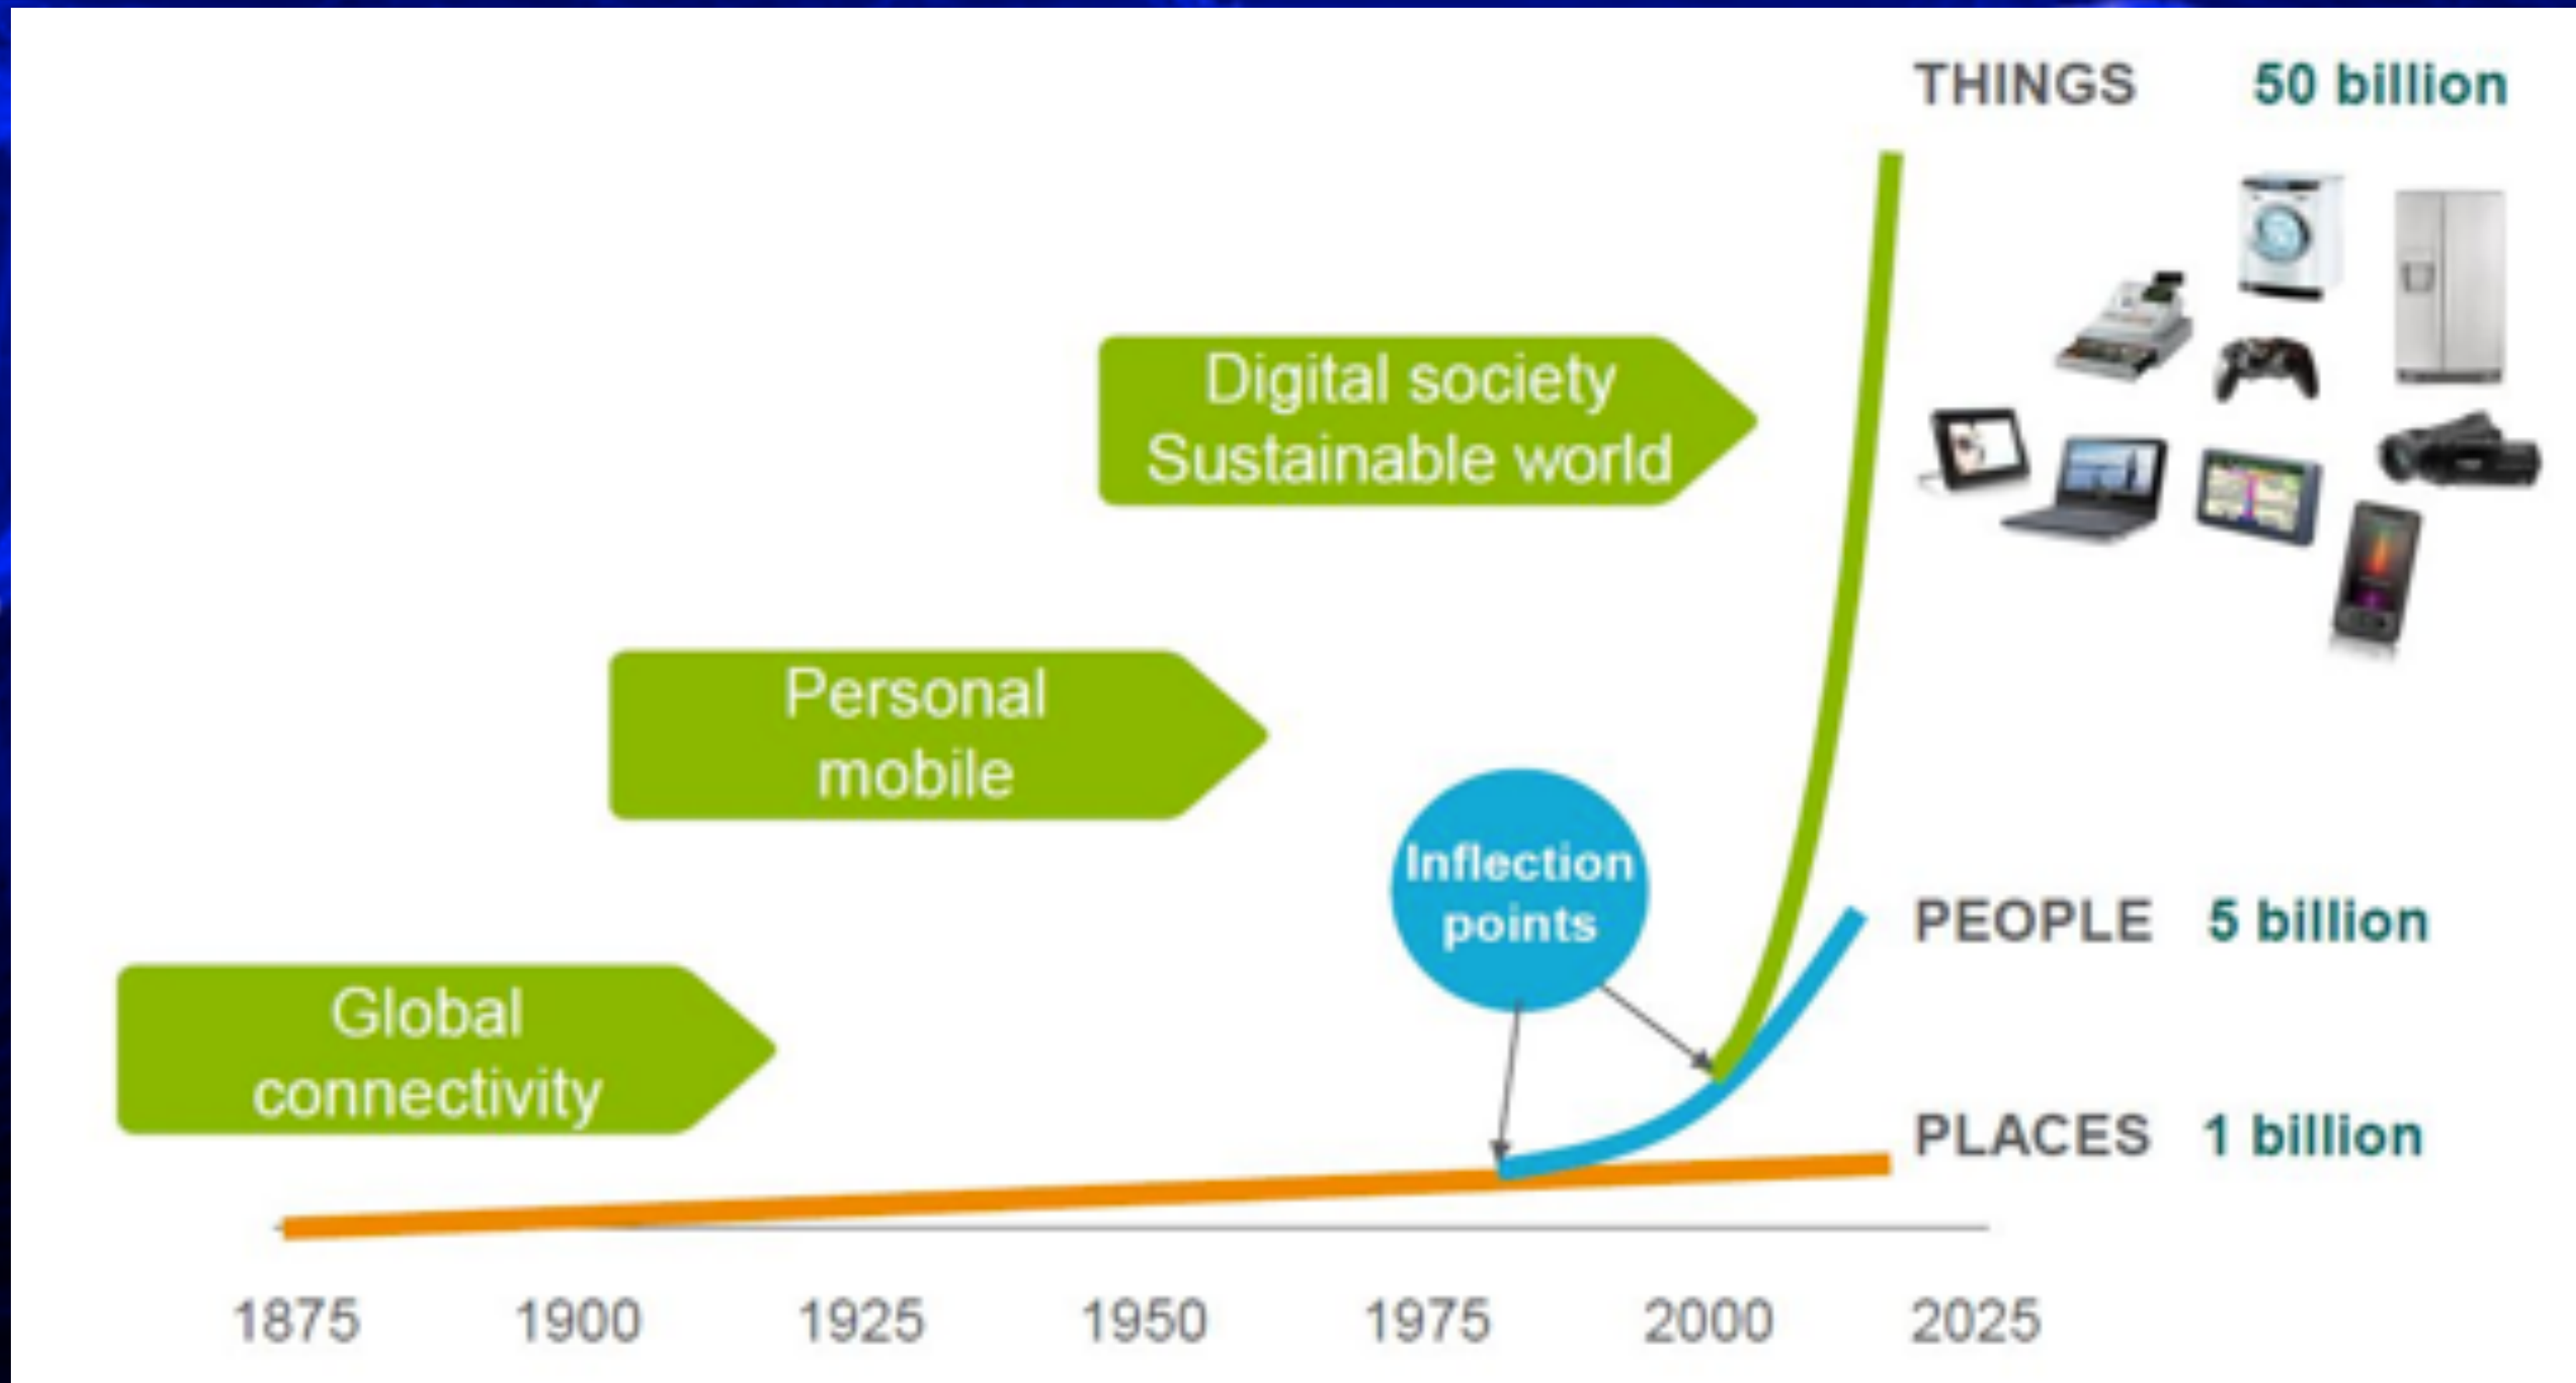 THINGS 50 billion
Digital society
Sustainable world
Personal
mobile
Inflection
points
PEOPLE 5 billion
Global
connectivity
PLACES 1 billion
1875 1900 1925 1950 1975 2000 2025